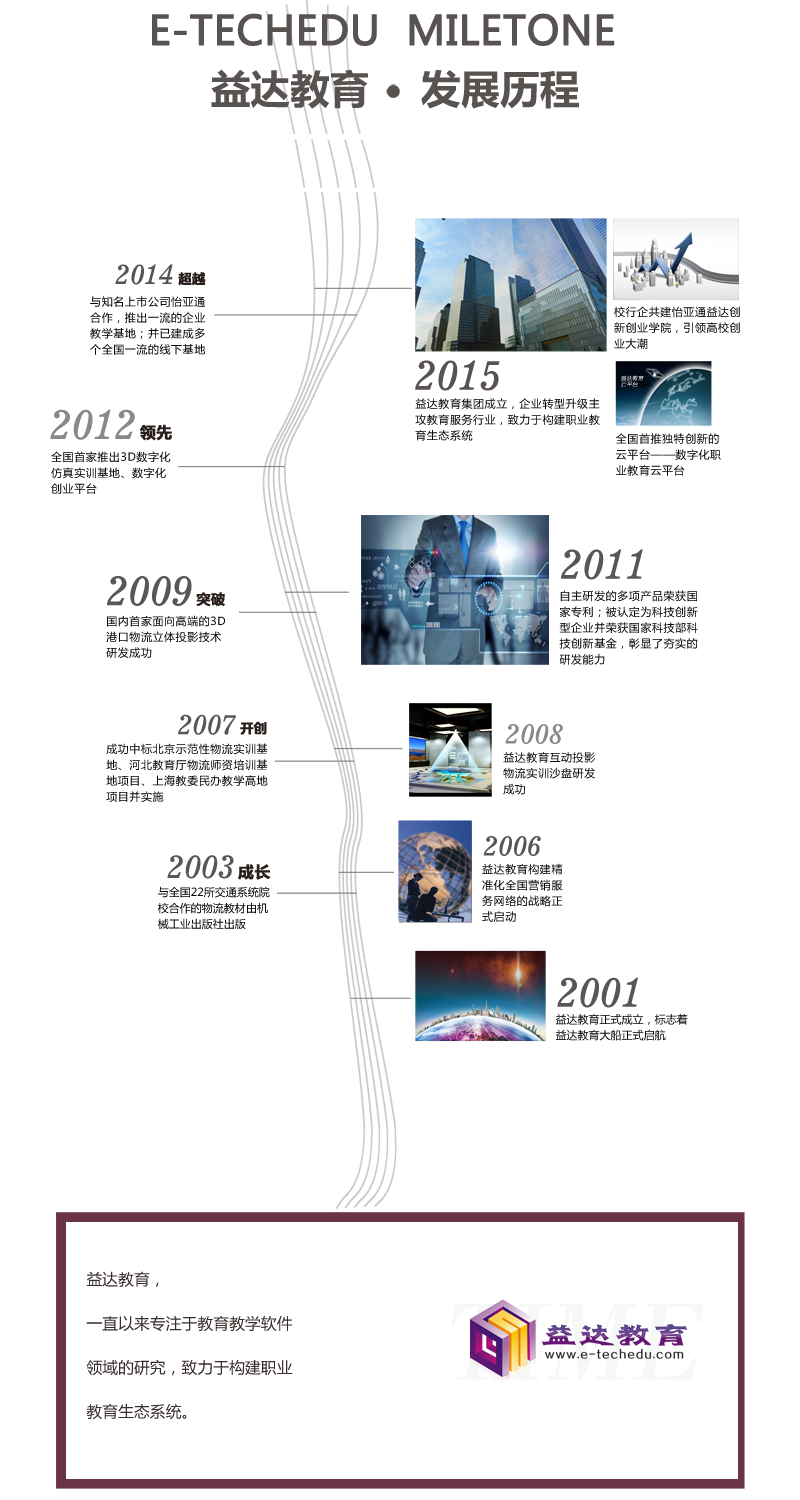 E-TECHEDU MILETONE
益达教育 • 发展历程
2014 超越
与知名上市公司怡亚通
合作，推出一流的企业
教学基地；并已建成多
个全国一流的线下基地
校行企共建怡亚通益达创
新创业学院，引领高校创
业大潮
2015
益达教育集团成立，企业转型升级主
攻教育服务行业，致力于构建职业教
育生态系统
益达教育
云平台
全国首推独特创新的
云平台——数字化职
业教育云平台
2012 领先
全国首家推出3D数字化
仿真实训基地、数字化
创业平台
2011
自主研发的多项产品荣获国
家专利；被认定为科技创新
型企业并荣获国家科技部科
技创新基金，彰显了夯实的
研发能力
2009 突破
国内首家面向高端的3D
港口物流立体投影技术
研发成功
2007 开创
成功中标北京示范性物流实训基
地、河北教育厅物流师资培训基
地项目、上海教委民办教学高地
项目并实施
2008
益达教育互动投影
物流实训沙盘研发
成功
2006
益达教育构建精
准化全国营销服
务网络的战略正
式启动
2003 成长
与全国22所交通系统院
校合作的物流教材由机
械工业出版社出版
2001
益达教育正式成立，标志着
益达教育大船正式启航
益达教育，
一直以来专注于教育教学软件
领域的研究，致力于构建职业
教育生态系统。
TIME
益达教育
www.e-techedu.com